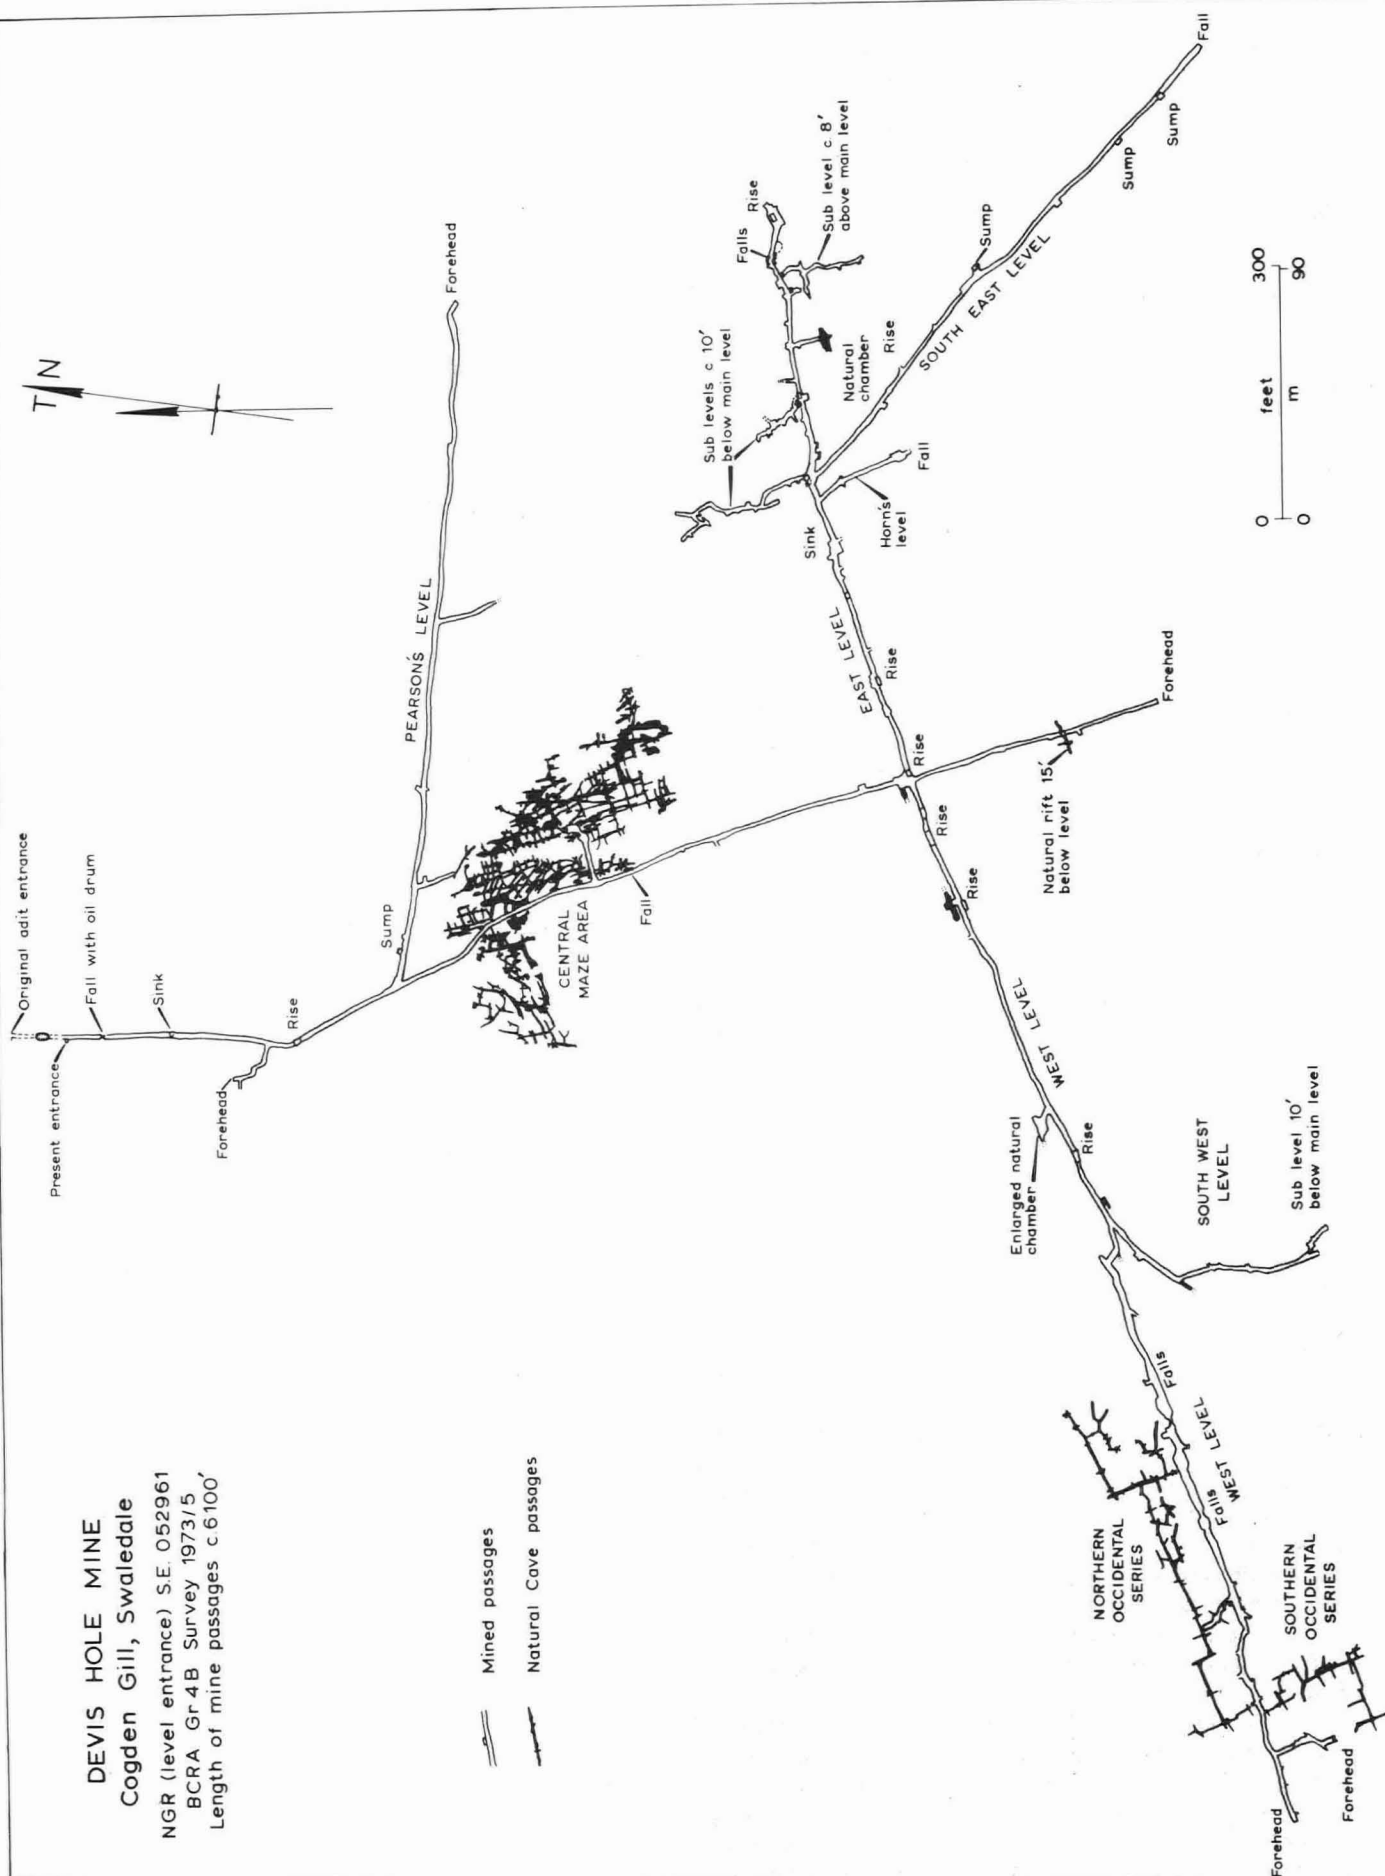 DEVIS HOLE MINE
Cogden Gill, Swaledale
NGR (level entrance) S.E. 052961
BCRA Gr 4B Survey 1973/5
Length of mine passages c.6100'
Mined passages
Natural Cave passages
T N
Original adit entrance
Present entrance
Fall with oil drum
Sink
Forehead
Rise
Sump
PEARSON'S LEVEL
Forehead
CENTRAL
MAZE AREA
Fall
Sub levels c 10'
below main level
Falls
Rise
Sub level c 8'
above main level
Natural
chamber
Rise
Sink
Horn's
level
Fall
SOUTH EAST LEVEL
Sump
Sump
Sump
Fall
EAST LEVEL
Rise
Rise
Rise
Rise
Natural rift 15'
below level
Forehead
WEST LEVEL
Enlarged natural
chamber
Rise
SOUTH WEST
LEVEL
Sub level 10'
below main level
Falls
WEST LEVEL
Falls
NORTHERN
OCCIDENTAL
SERIES
SOUTHERN
OCCIDENTAL
SERIES
Forehead
Forehead
0 feet 300
0 m 90